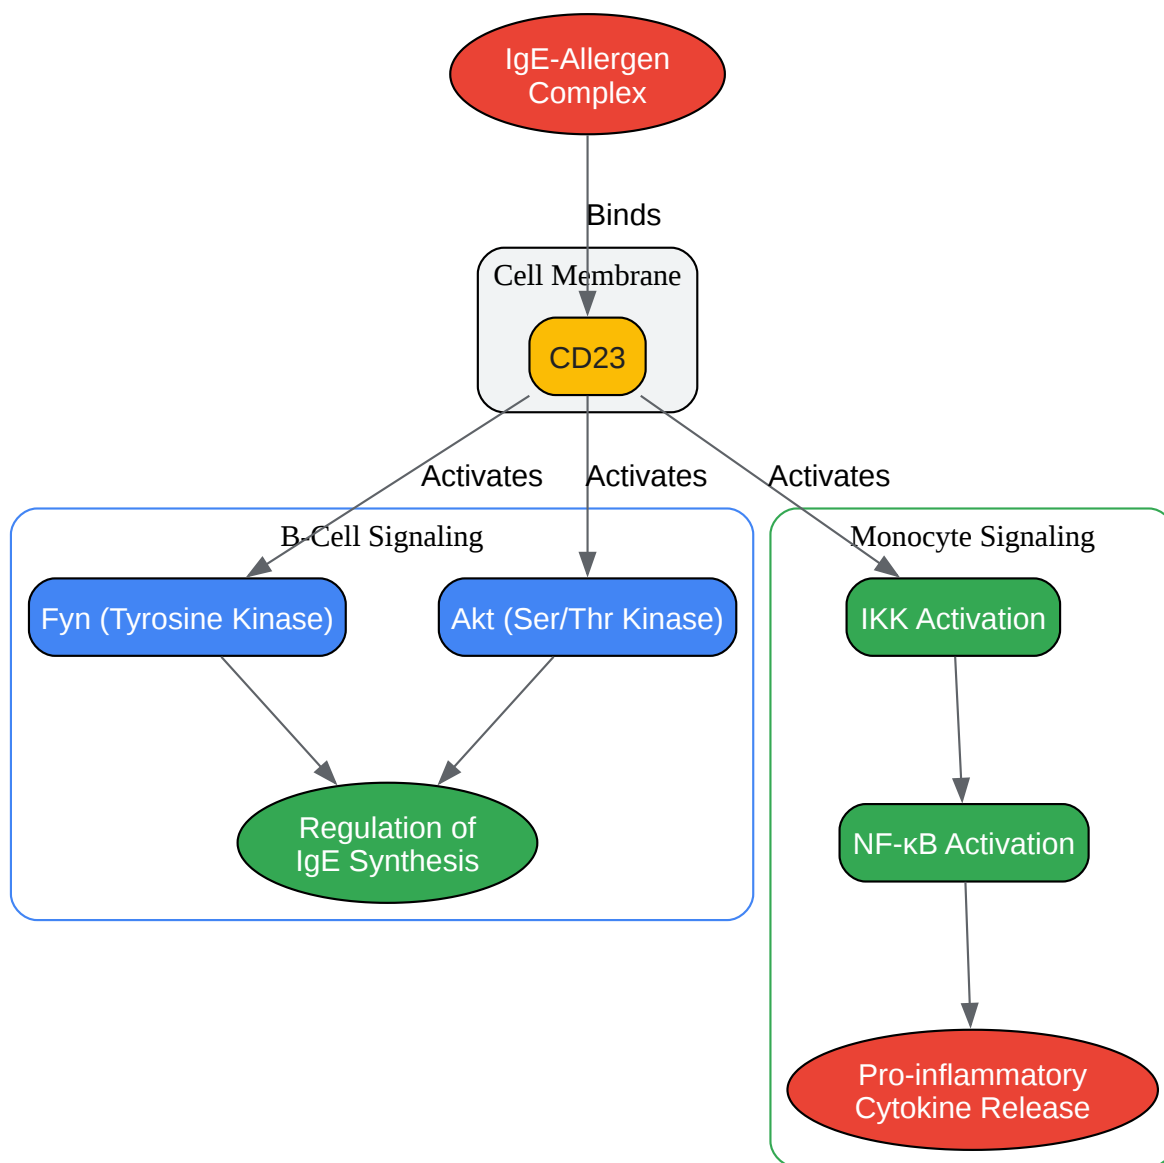 IgE-Allergen
Complex
Binds
Cell Membrane
CD23
Activates
Activates
Activates
B-Cell Signaling
Monocyte Signaling
Fyn (Tyrosine Kinase)
Akt (Ser/Thr Kinase)
IKK Activation
Regulation of
IgE Synthesis
NF-κB Activation
Pro-inflammatory
Cytokine Release